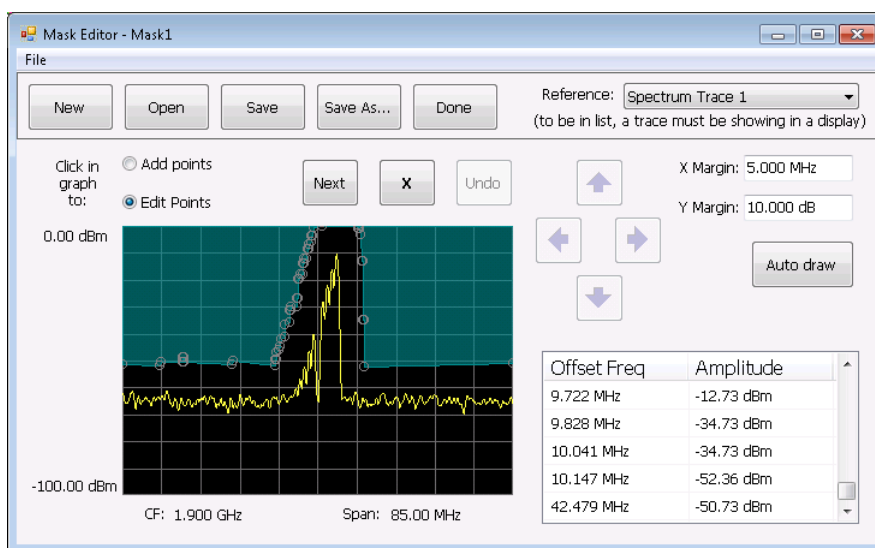 Mask Editor - Mask1
File
New
Open
Save
Save As...
Done
Reference:
Spectrum Trace 1
(to be in list, a trace must be showing in a display)
Click in
graph
to:
Add points
Edit Points
Next
X
Undo
X Margin: 5.000 MHz
Y Margin: 10.000 dB
Auto draw
0.00 dBm
-100.00 dBm
CF: 1.900 GHz
Span: 85.00 MHz
Offset Freq Amplitude
9.722 MHz -12.73 dBm
9.828 MHz -34.73 dBm
10.041 MHz -34.73 dBm
10.147 MHz -52.36 dBm
42.479 MHz -50.73 dBm